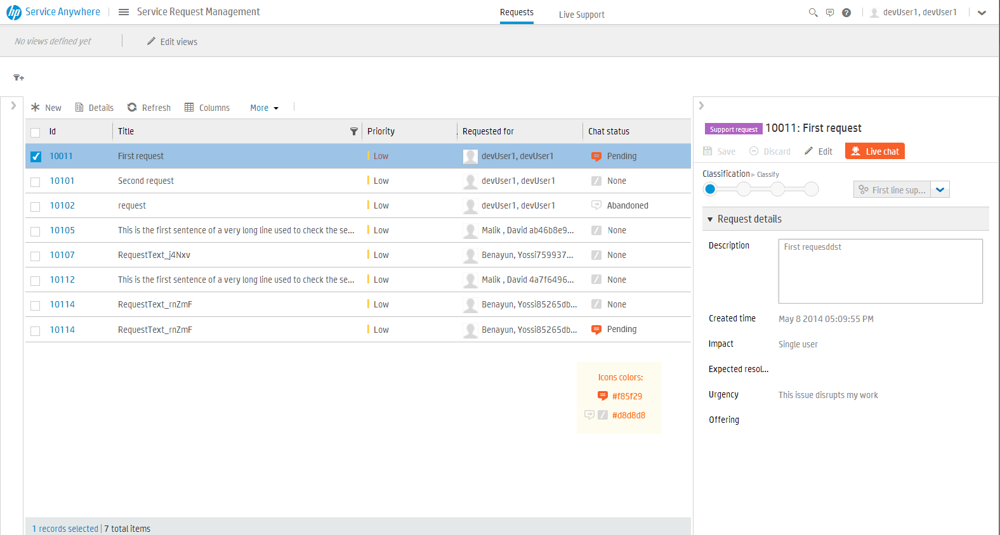 hp Service Anywhere Service Request Management Requests Live Support ? devUser1, devUser1
No views defined yet Edit views
New Details Refresh Columns More
Id Title Priority Requested for Chat status
10011 First request Low devUser1, devUser1 Pending
10101 Second request Low devUser1, devUser1 None
10102 request Low devUser1, devUser1 Abandoned
10105 This is the first sentence of a very long line used to check the se... Low Malik , David ab46b8e9... None
10107 RequestText_j4Nxv Low Benayun, Yossi759937... None
10112 This is the first sentence of a very long line used to check the se... Low Malik , David 4a7f6496... None
10114 RequestText_rnZmF Low Benayun, Yossi85265db... None
10114 RequestText_rnZmF Low Benayun, Yossi85265db... Pending
Icons colors:
#f85f29
#d8d8d8
1 records selected | 7 total items
Support request 10011: First request
Save Discard Edit Live chat
Classification Classify
First line sup...
Request details
Description First requesddst
Created time May 8 2014 05:09:55 PM
Impact Single user
Expected resol...
Urgency This issue disrupts my work
Offering